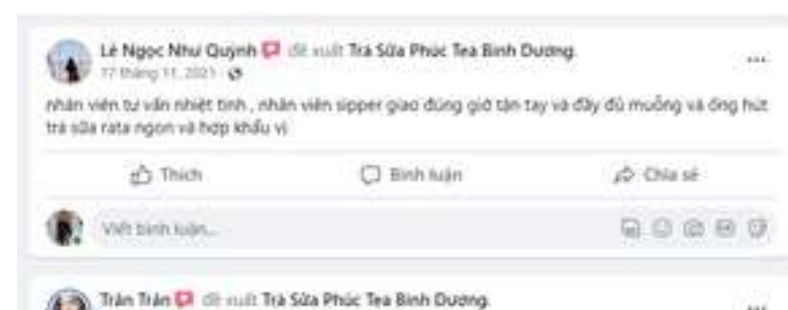 Lê Ngọc Như Quỳnh đề xuất Trà Sữa Phúc Tea Bình Dương.
17 tháng 11, 2021 ·
nhân viên tư vấn nhiệt tình , nhân viên sipper giao đúng giờ tận tay và đầy đủ muỗng và ống hút
trà sữa rata ngon và hợp khẩu vị
Thích
Bình luận
Chia sẻ
Viết bình luận...
Trân Trân đề xuất Trà Sữa Phúc Tea Bình Dương.